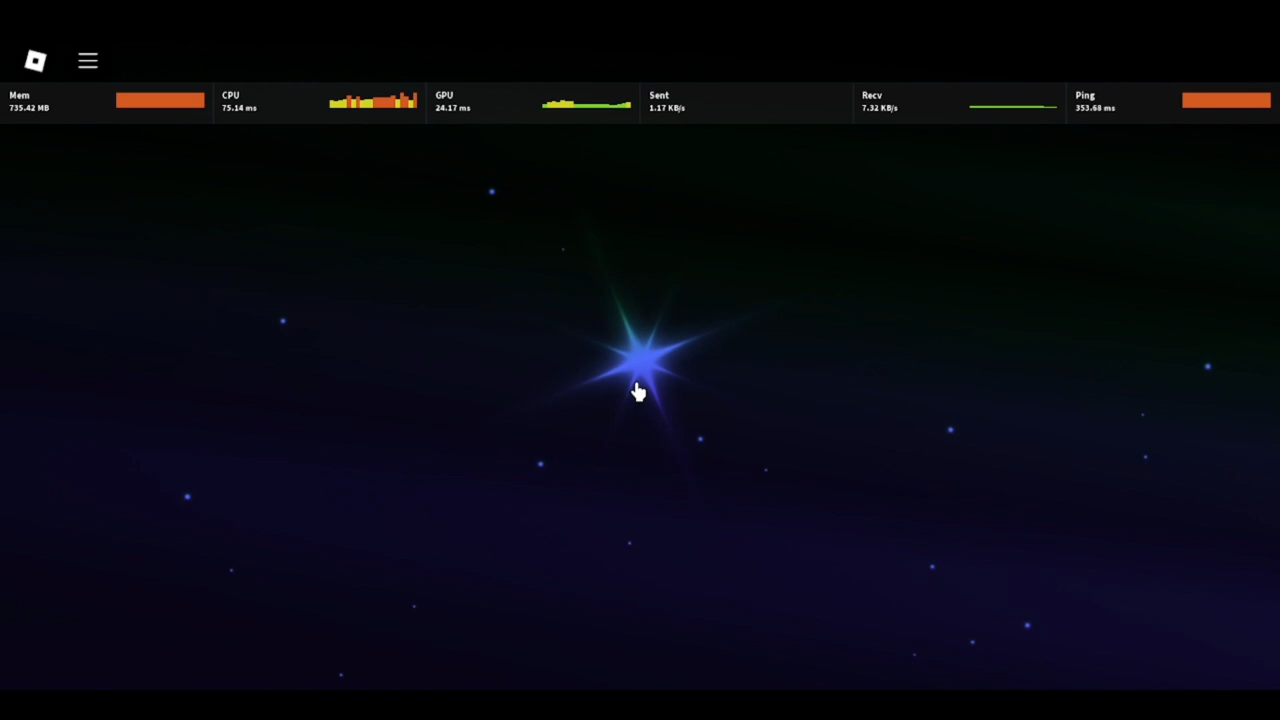 Mem
735.42 MB
CPU
75.14 ms
GPU
24.17 ms
Sent
1.17 KB/s
Recv
7.32 KB/s
Ping
353.68 ms